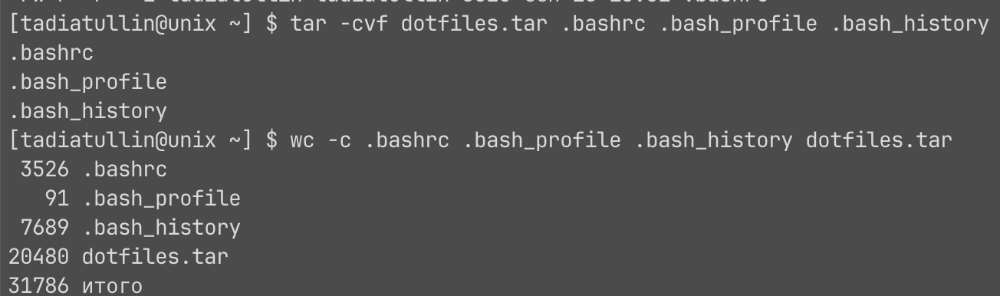 [tadiatullin@unix ~] $ tar -cvf dotfiles.tar .bashrc .bash_profile .bash_history
.bashrc
.bash_profile
.bash_history
[tadiatullin@unix ~] $ wc -c .bashrc .bash_profile .bash_history dotfiles.tar
 3526 .bashrc
   91 .bash_profile
 7689 .bash_history
20480 dotfiles.tar
31786 итого